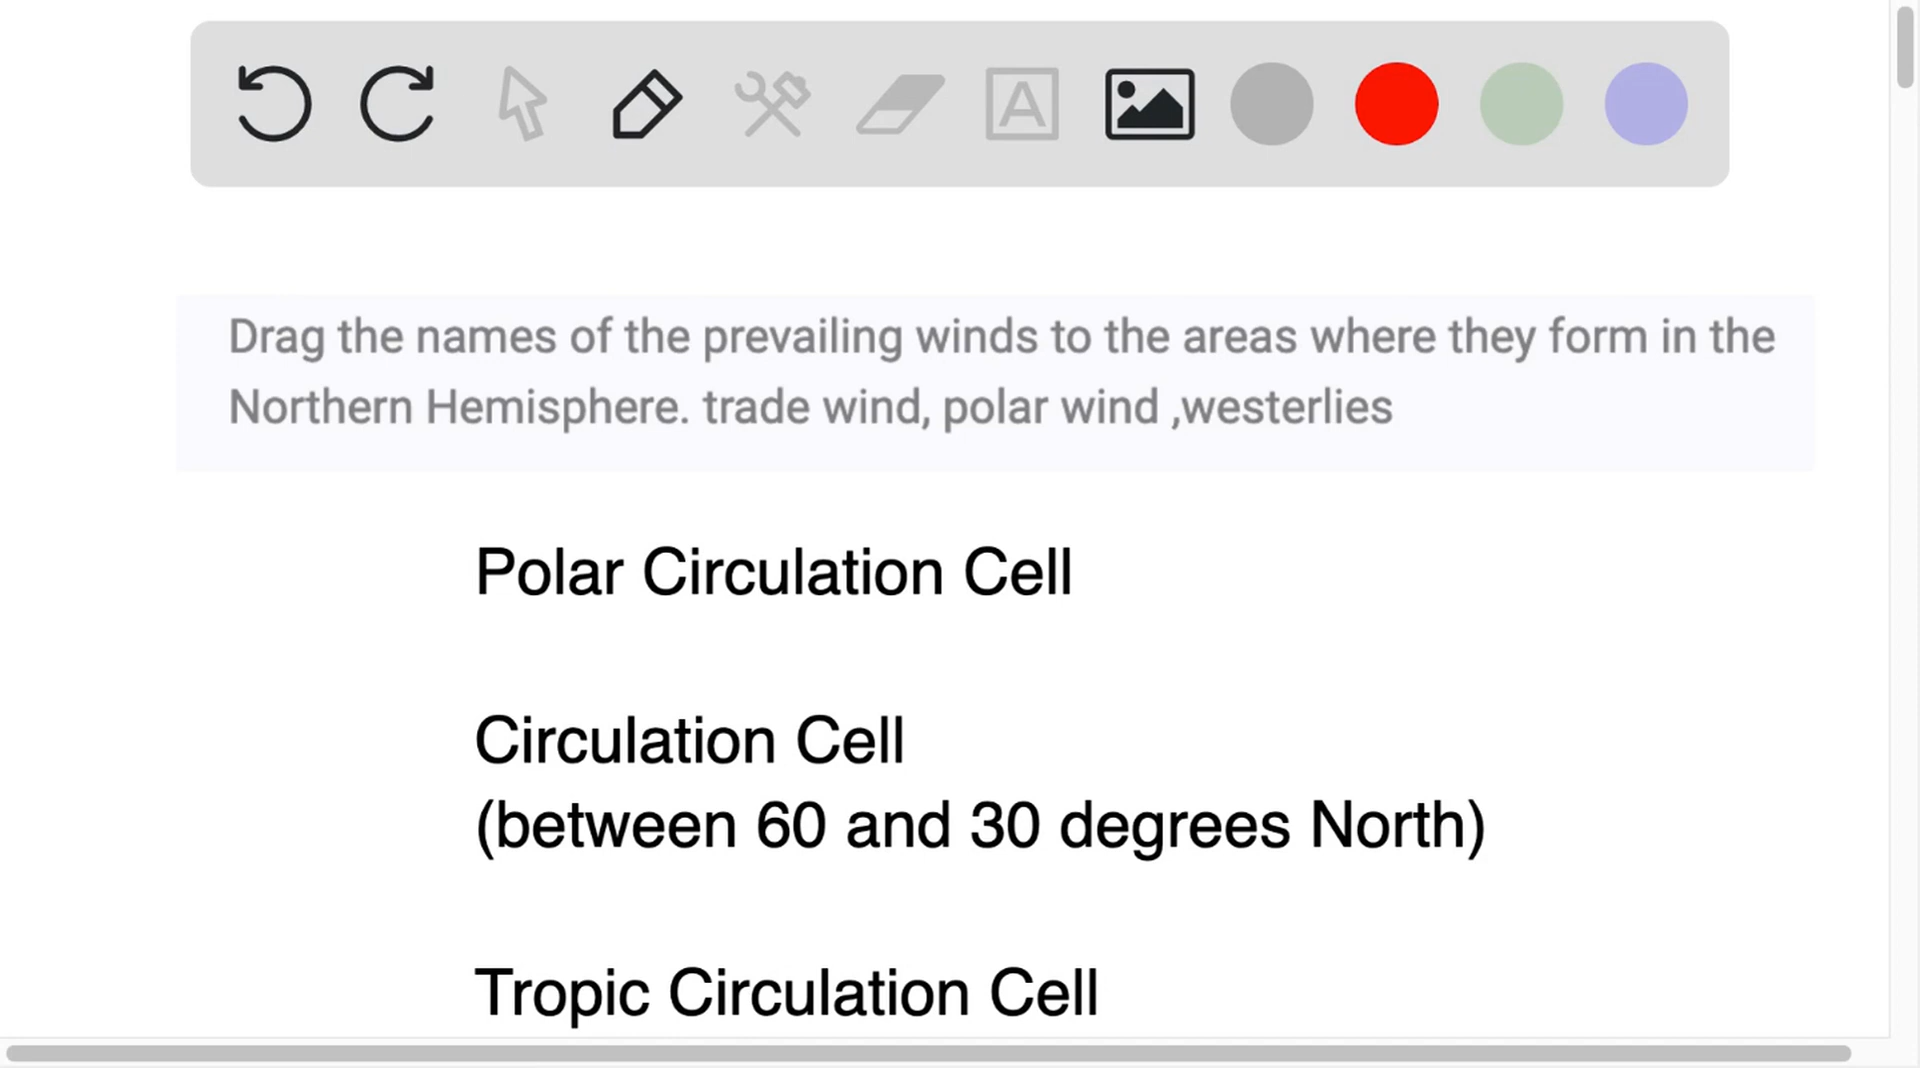 A
Drag the names of the prevailing winds to the areas where they form in the
Northern Hemisphere. trade wind, polar wind ,westerlies
Polar Circulation Cell
Circulation Cell
(between 60 and 30 degrees North)
Tropic Circulation Cell